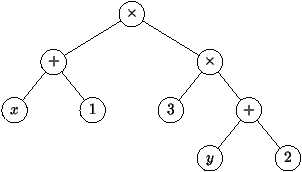 ×
+ ×
x 1 3 +
y 2